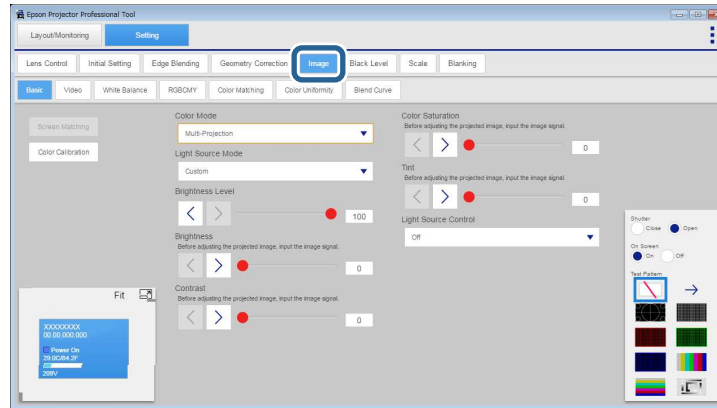 Epson Projector Professional Tool
Layout/Monitoring Setting
Lens Control Initial Setting Edge Blending Geometry Correction Image Black Level Scale Blanking
Basic Video White Balance RGBCMY Color Matching Color Uniformity Blend Curve
Screen Matching
Color Calibration
Color Mode
Multi-Projection
Light Source Mode
Custom
Brightness Level
100
Brightness
Before adjusting the projected image, input the image signal.
0
Contrast
Before adjusting the projected image, input the image signal.
0
Color Saturation
Before adjusting the projected image, input the image signal.
0
Tint
Before adjusting the projected image, input the image signal.
0
Light Source Control
Off
Fit
XXXXXXXX
00.00.000.000
Power On
29.0C/84.2F
209V
Shutter
Close Open
On Screen
On Off
Test Pattern